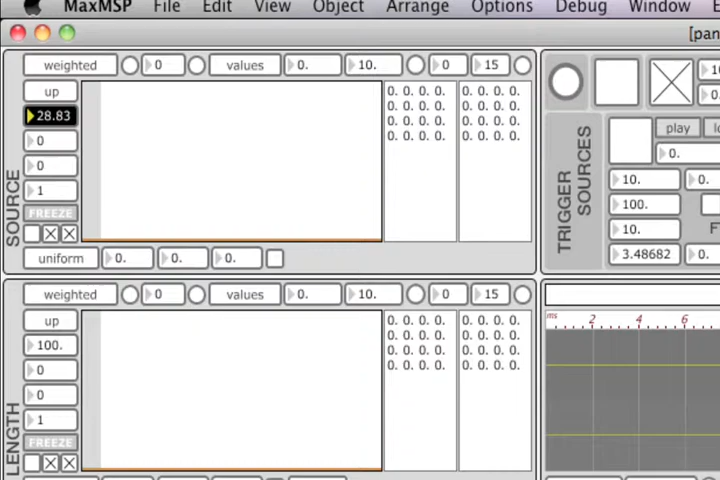 MaxMSP File Edit View Object Arrange Options Debug Window
[pan
weighted 0 values 0. 10. 0 15
up
28.83
0
0
1
FREEZE
SOURCE
0. 0. 0. 0. 0. 0. 0. 0.
0. 0. 0. 0. 0. 0. 0. 0.
0. 0. 0. 0. 0. 0. 0. 0.
0. 0. 0. 0. 0. 0. 0. 0.
uniform 0. 0. 0.
TRIGGER
SOURCES
play
0.
10. 0.
100.
10.
3.48682 0.
weighted 0 values 0. 10. 0 15
up
100.
0
0
1
FREEZE
LENGTH
0. 0. 0. 0. 0. 0. 0. 0.
0. 0. 0. 0. 0. 0. 0. 0.
0. 0. 0. 0. 0. 0. 0. 0.
0. 0. 0. 0. 0. 0. 0. 0.
ms 2 4 6